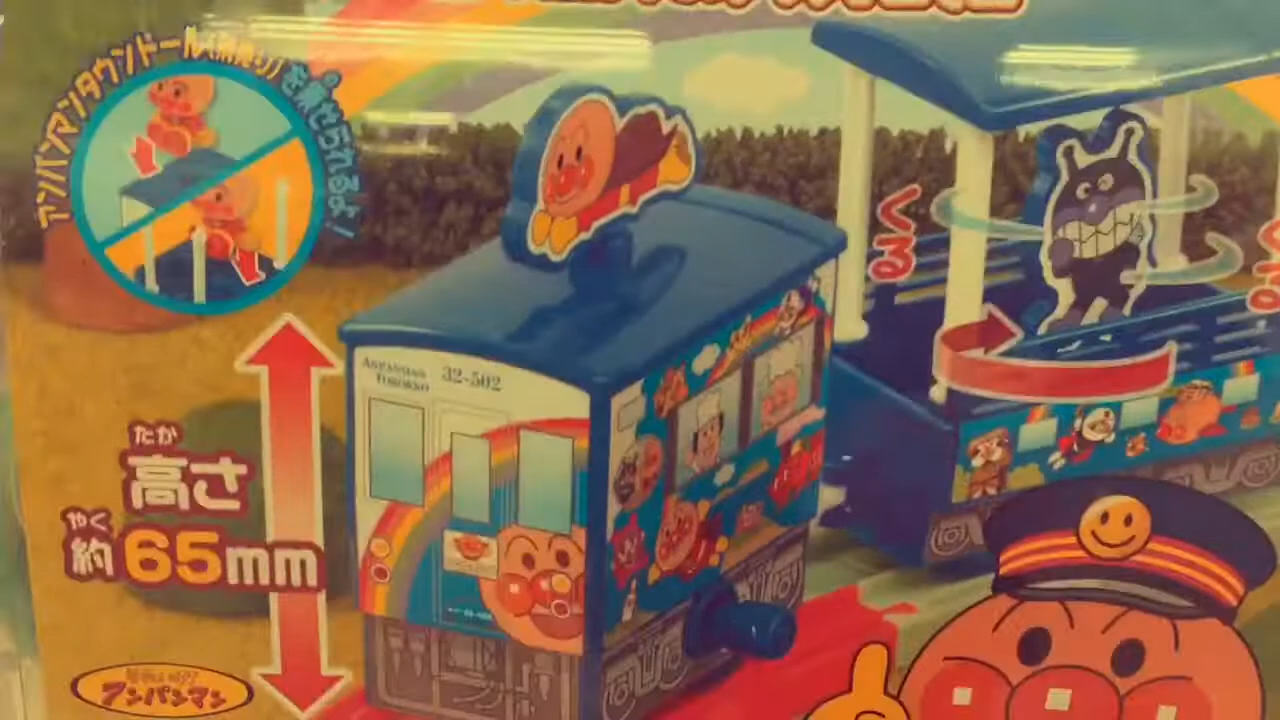 アンパンマンタウンドール(別売り)を乗せられるよ!
くる
ANPANMAN
TOROKKO
32-502
たか
高さ
やく
約65mm
アンパンマン